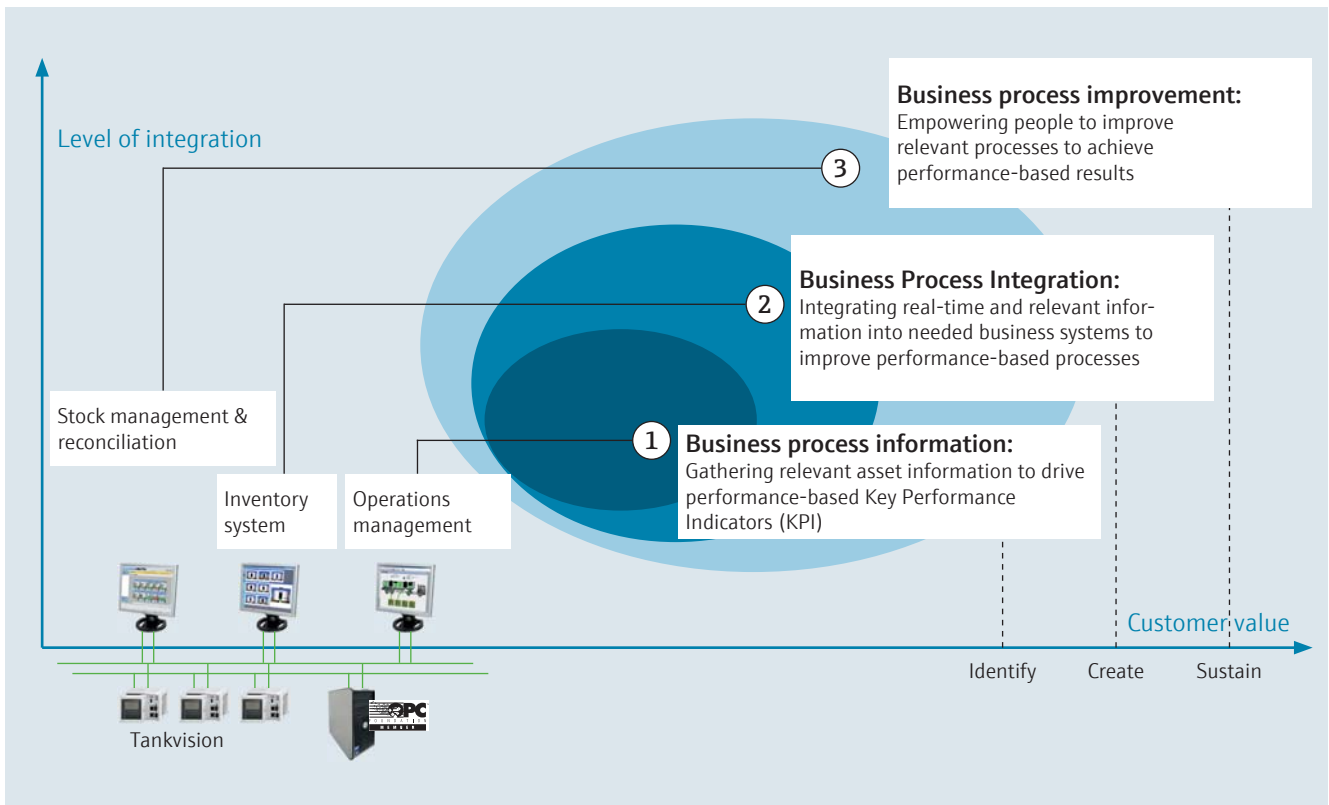 Business process improvement:
Empowering people to improve
relevant processes to achieve
performance-based results
Level of integration
3
Business Process Integration:
Integrating real-time and relevant infor-
mation into needed business systems to
improve performance-based processes
2
Stock management &
reconciliation
1
Business process information:
Gathering relevant asset information to drive
performance-based Key Performance
Indicators (KPI)
Inventory
system
Operations
management
Customer value
Identify
Create
Sustain
OPC
FOUNDATION
MEMBER
Tankvision